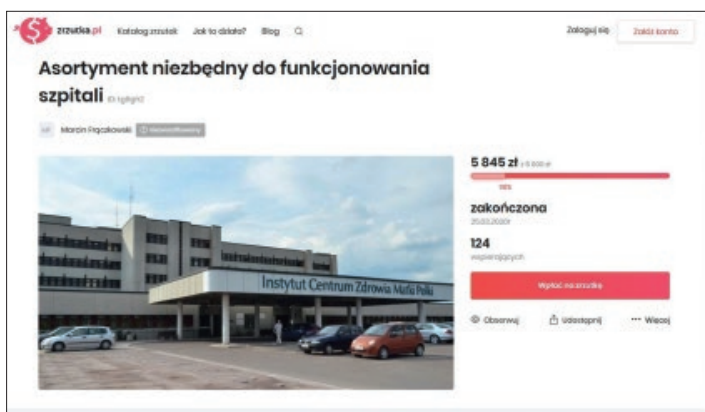 zrzutka.pl Katalog zrzutek Jak to działa? Blog Zaloguj się Załóż konto
Asortyment niezbędny do funkcjonowania
szpitali
Marcin Frączkowski
Instytut Centrum Zdrowia Matki Polki
5 845 zł
zakończona
124
wspierających
Wpłać na zrzutkę
Obserwuj Udostępnij Więcej